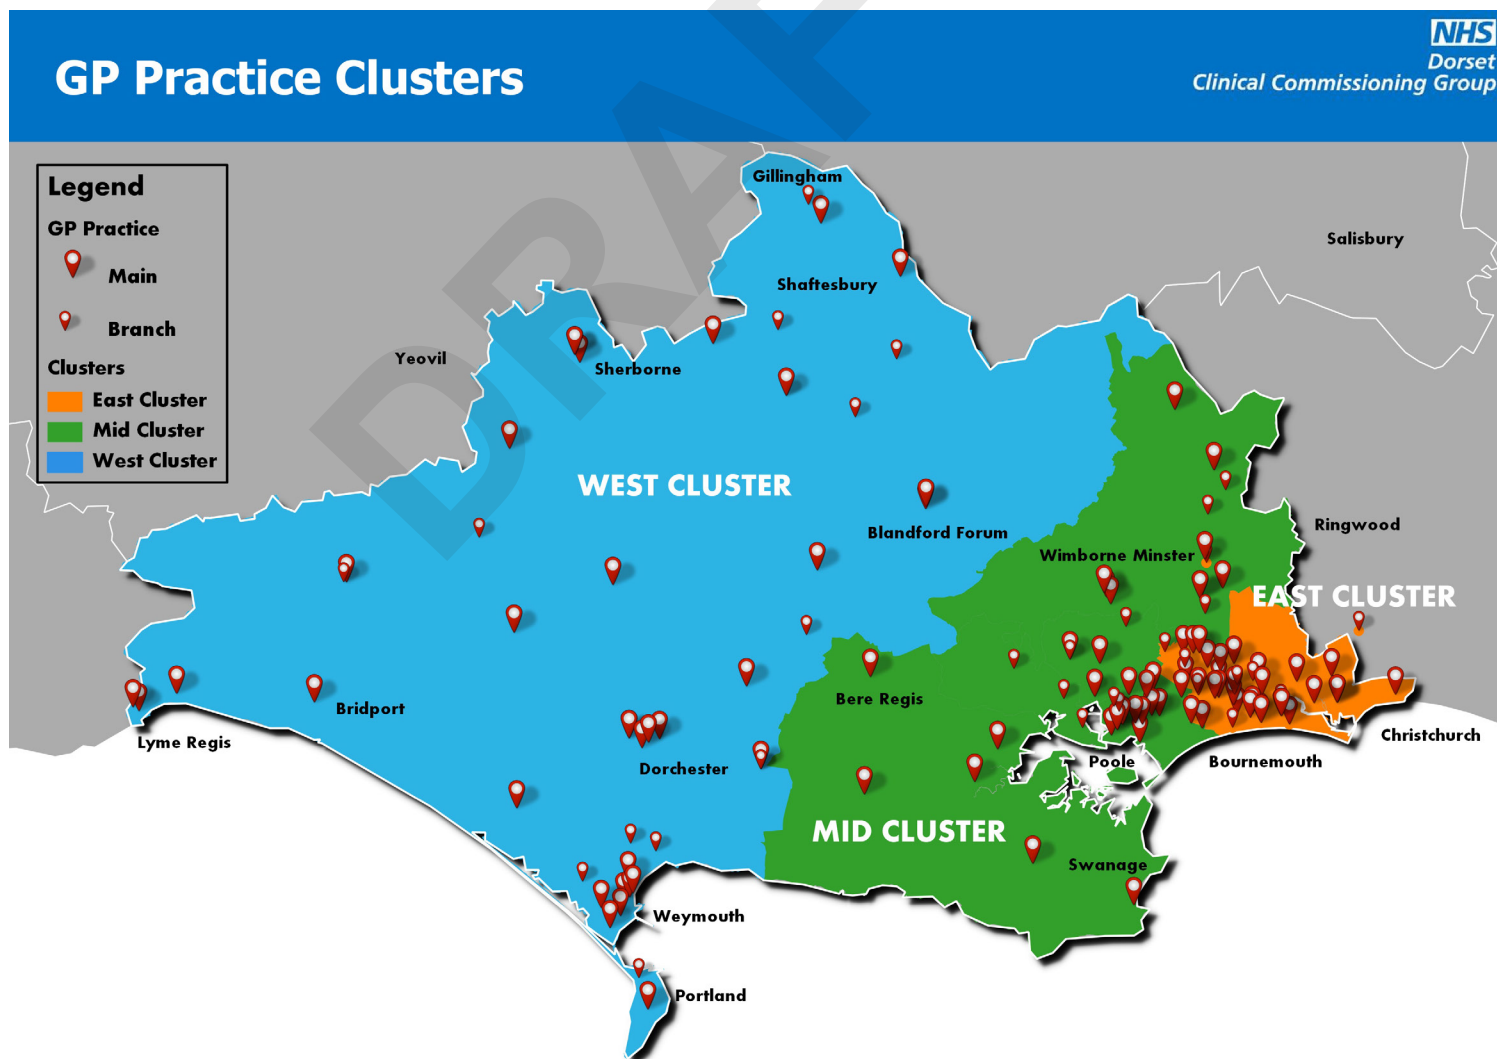 GP Practice Clusters
NHS
Dorset
Clinical Commissioning Group
DRAF
Legend
GP Practice
Main
Branch
Clusters
East Cluster
Mid Cluster
West Cluster
Gillingham
Salisbury
Shaftesbury
Yeovil
Sherborne
WEST CLUSTER
Ringwood
Blandford Forum
Wimborne Minster
EAST CLUSTER
Bere Regis
Bridport
Lyme Regis
Christchurch
Dorchester
Poole
Bournemouth
MID CLUSTER
Swanage
Weymouth
Portland